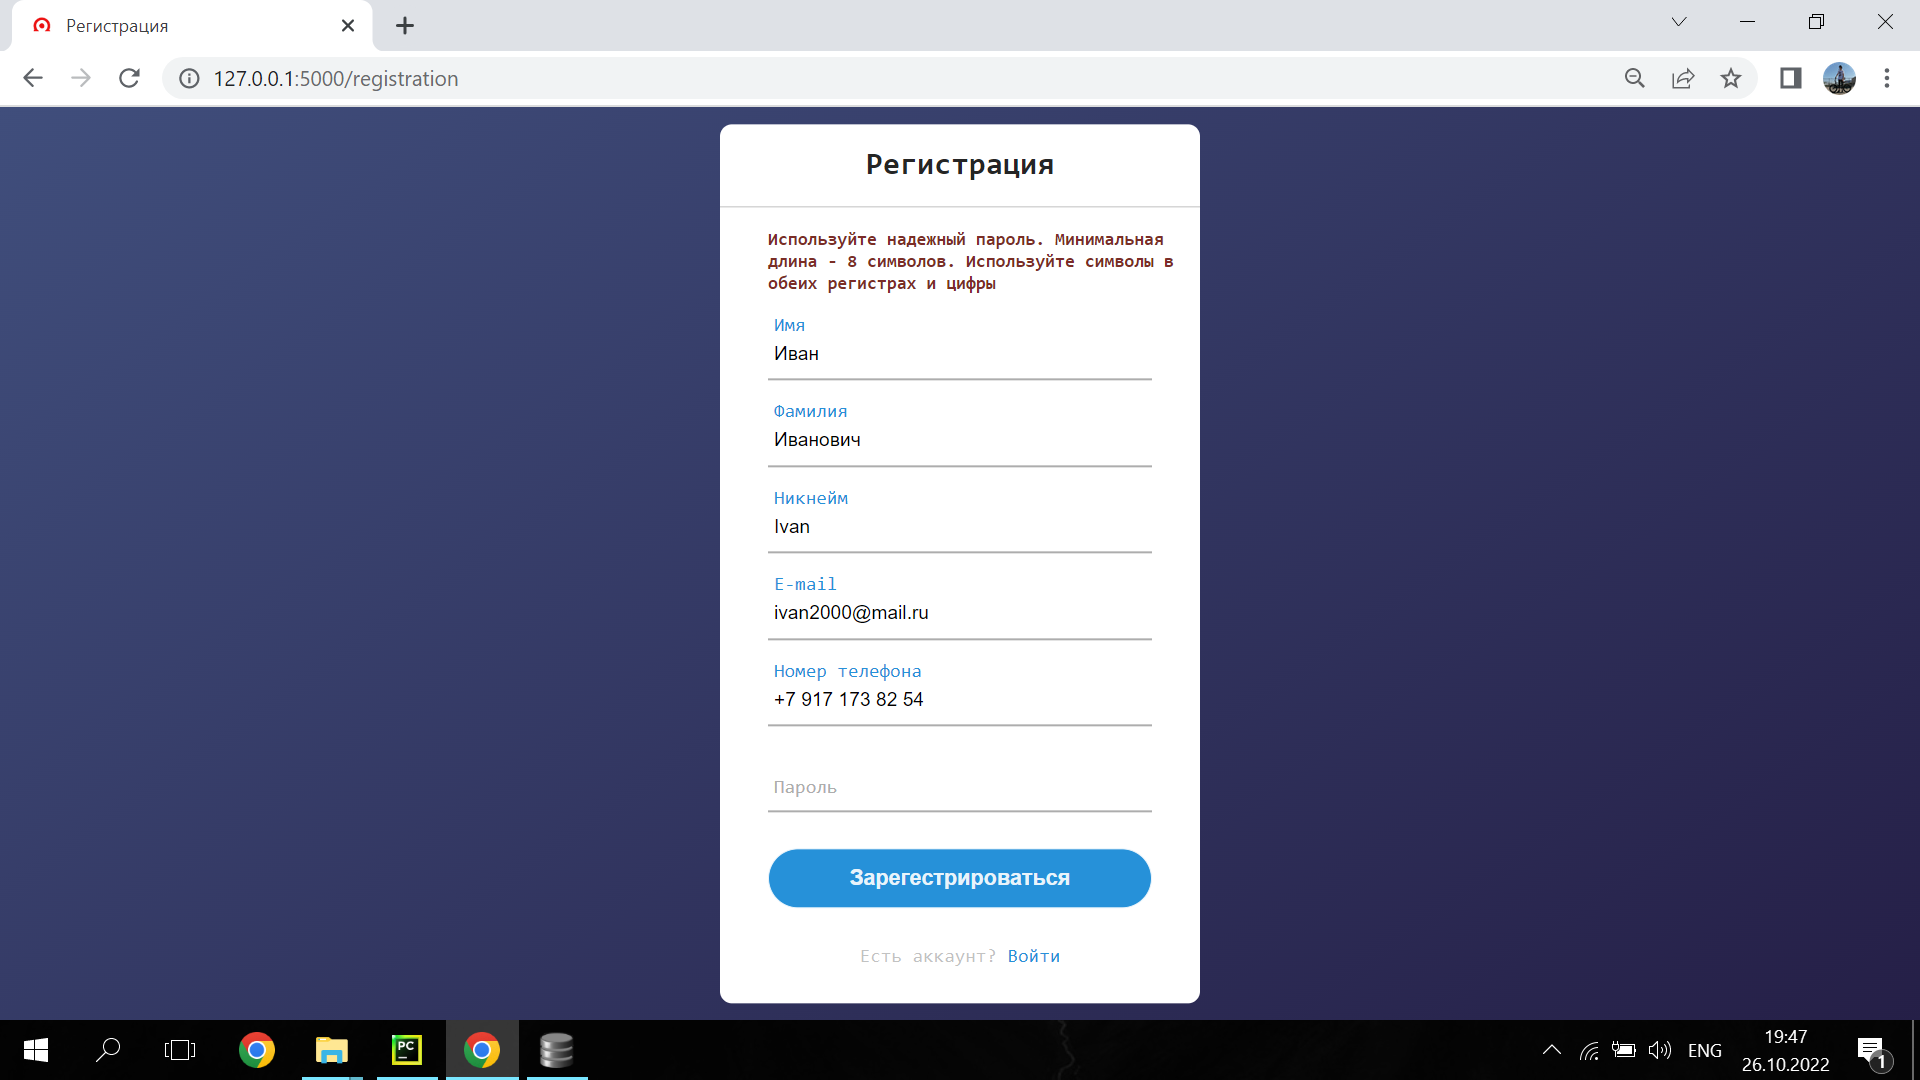 Регистрация
127.0.0.1:5000/registration
Регистрация
Используйте надежный пароль. Минимальная
длина - 8 символов. Используйте символы в
обеих регистрах и цифры
Имя
Иван
Фамилия
Иванович
Никнейм
Ivan
E-mail
ivan2000@mail.ru
Номер телефона
+7 917 173 82 54
Пароль
Зарегестрироваться
Есть аккаунт? Войти
PC
ENG
19:47
26.10.2022
1